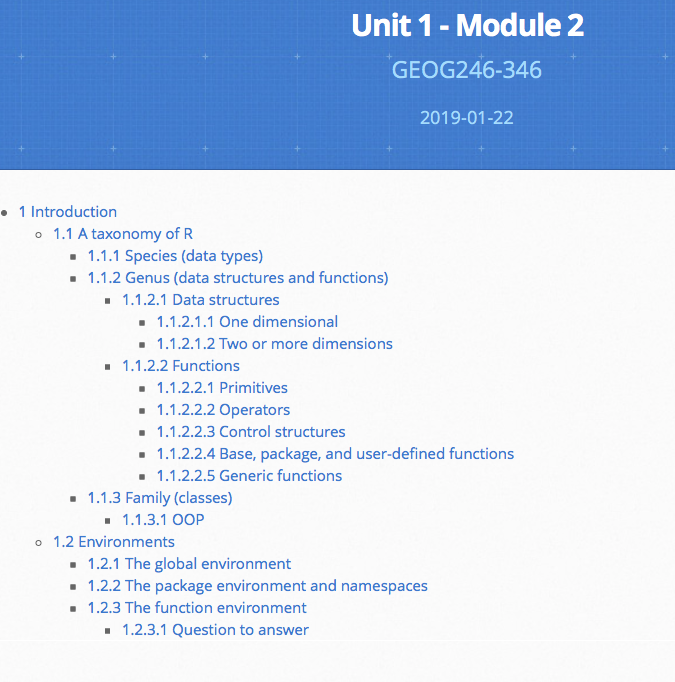 Unit 1 - Module 2
GEOG246-346
2019-01-22
1 Introduction
1.1 A taxonomy of R
1.1.1 Species (data types)
1.1.2 Genus (data structures and functions)
1.1.2.1 Data structures
1.1.2.1.1 One dimensional
1.1.2.1.2 Two or more dimensions
1.1.2.2 Functions
1.1.2.2.1 Primitives
1.1.2.2.2 Operators
1.1.2.2.3 Control structures
1.1.2.2.4 Base, package, and user-defined functions
1.1.2.2.5 Generic functions
1.1.3 Family (classes)
1.1.3.1 OOP
1.2 Environments
1.2.1 The global environment
1.2.2 The package environment and namespaces
1.2.3 The function environment
1.2.3.1 Question to answer